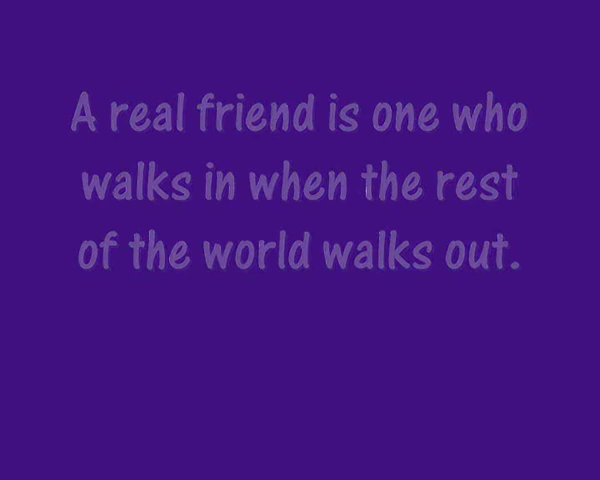 A real friend is one who
walks in when the rest
of the world walks out.